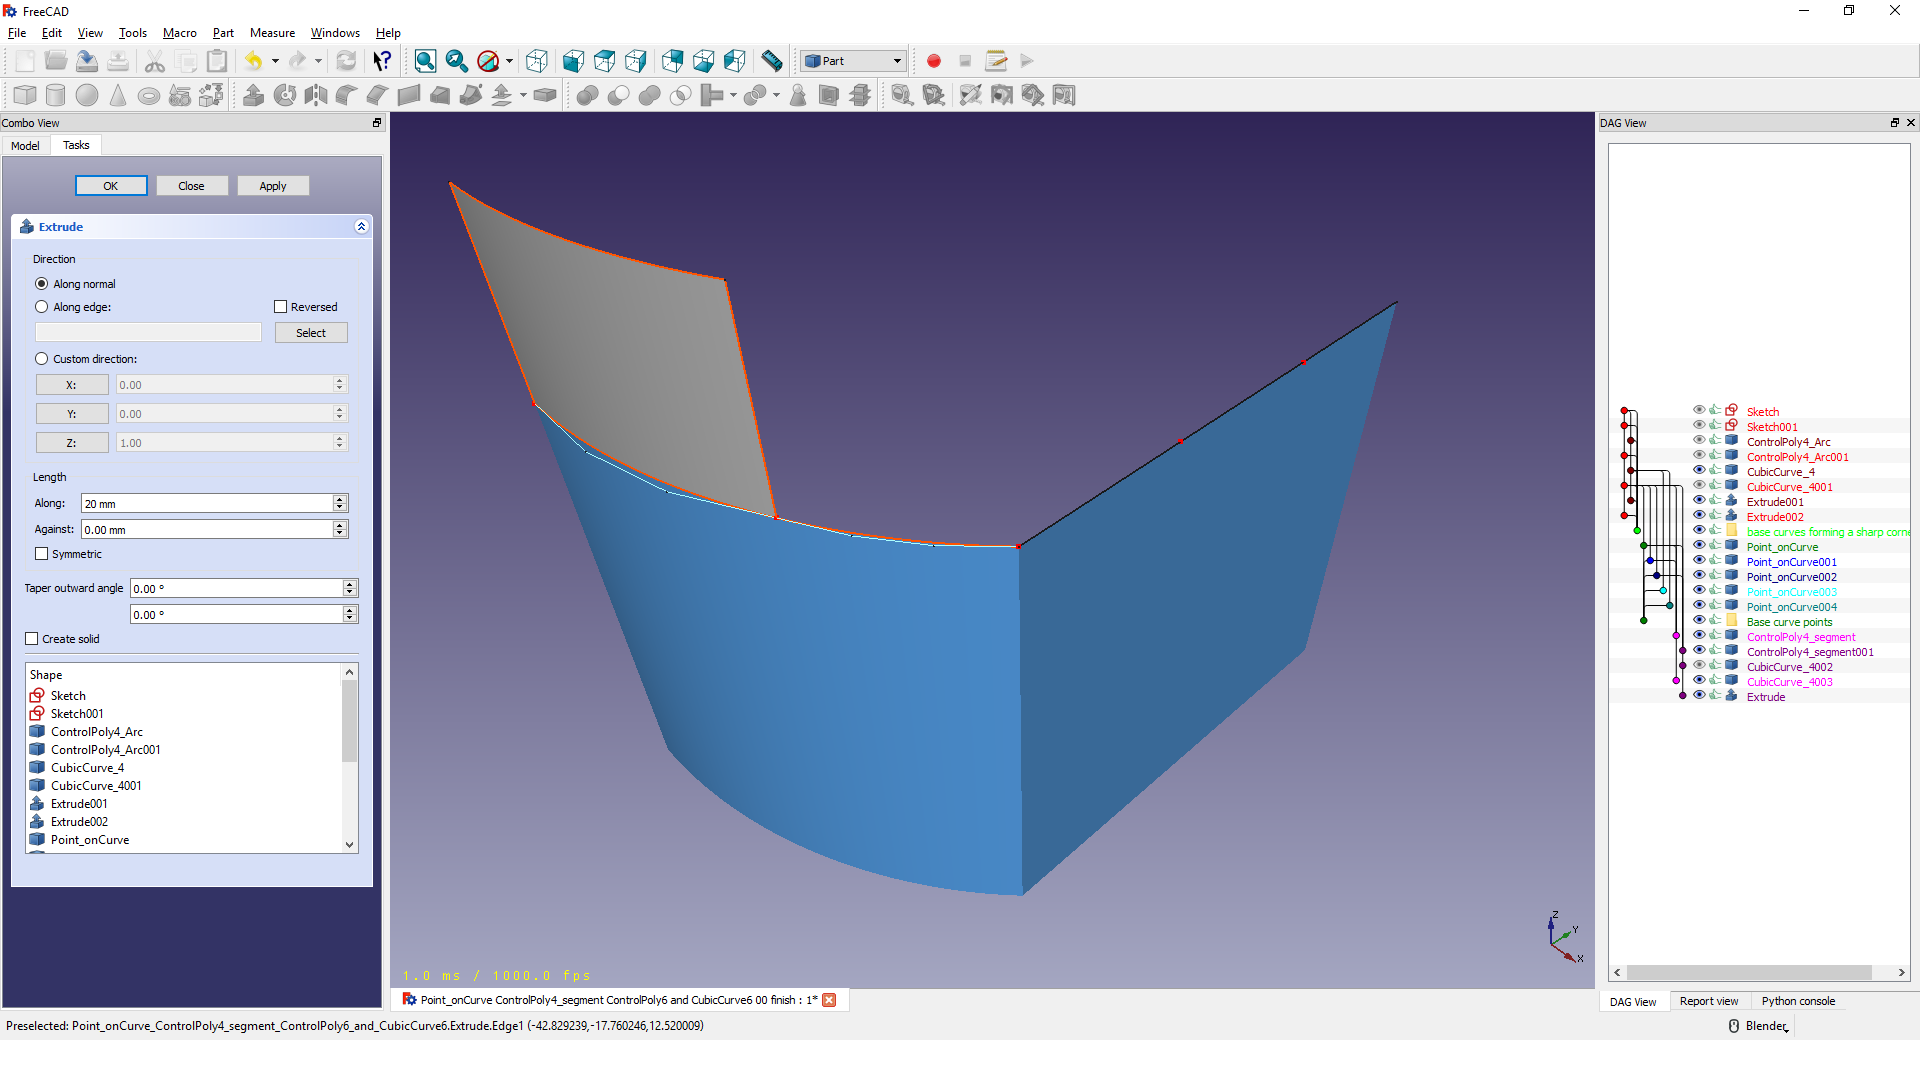 FreeCAD
File Edit View Tools Macro Part Measure Windows Help
Part
Combo View
Model Tasks
OK Close Apply
Extrude
Direction
Along normal
Along edge: Reversed
Select
Custom direction:
X: 0.00
Y: 0.00
Z: 1.00
Length
Along: 20 mm
Against: 0.00 mm
Symmetric
Taper outward angle 0.00 °
0.00 °
Create solid
Shape
Sketch
Sketch001
ControlPoly4_Arc
ControlPoly4_Arc001
CubicCurve_4
CubicCurve_4001
Extrude001
Extrude002
Point_onCurve
1.0 ms / 1000.0 fps
Z
Y
X
Point_onCurve ControlPoly4_segment ControlPoly6 and CubicCurve6 00 finish : 1*
DAG View
Sketch
Sketch001
ControlPoly4_Arc
ControlPoly4_Arc001
CubicCurve_4
CubicCurve_4001
Extrude001
Extrude002
base curves forming a sharp corne
Point_onCurve
Point_onCurve001
Point_onCurve002
Point_onCurve003
Point_onCurve004
Base curve points
ControlPoly4_segment
ControlPoly4_segment001
CubicCurve_4002
CubicCurve_4003
Extrude
DAG View Report view Python console
Preselected: Point_onCurve_ControlPoly4_segment_ControlPoly6_and_CubicCurve6.Extrude.Edge1 (-42.829239,-17.760246,12.520009)
Blender